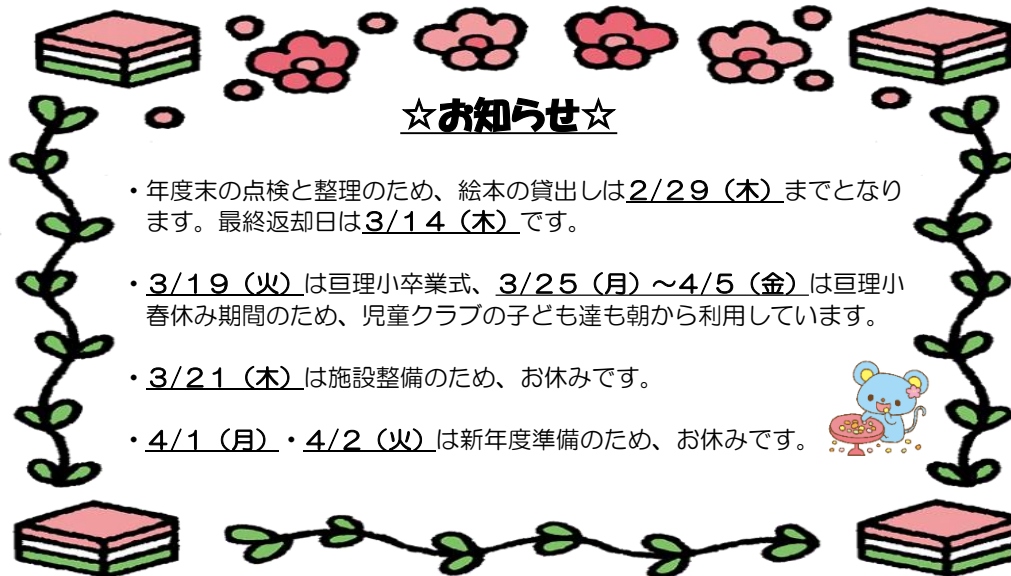 ☆お知らせ☆
・年度末の点検と整理のため、絵本の貸出しは２/２９（木）までとなり
ます。最終返却日は３/１４（木）です。
・３/１９（火）は亘理小卒業式、３/２５（月）～４/５（金）は亘理小
春休み期間のため、児童クラブの子ども達も朝から利用しています。
・３/２１（木）は施設整備のため、お休みです。
・４/１（月）・４/２（火）は新年度準備のため、お休みです。